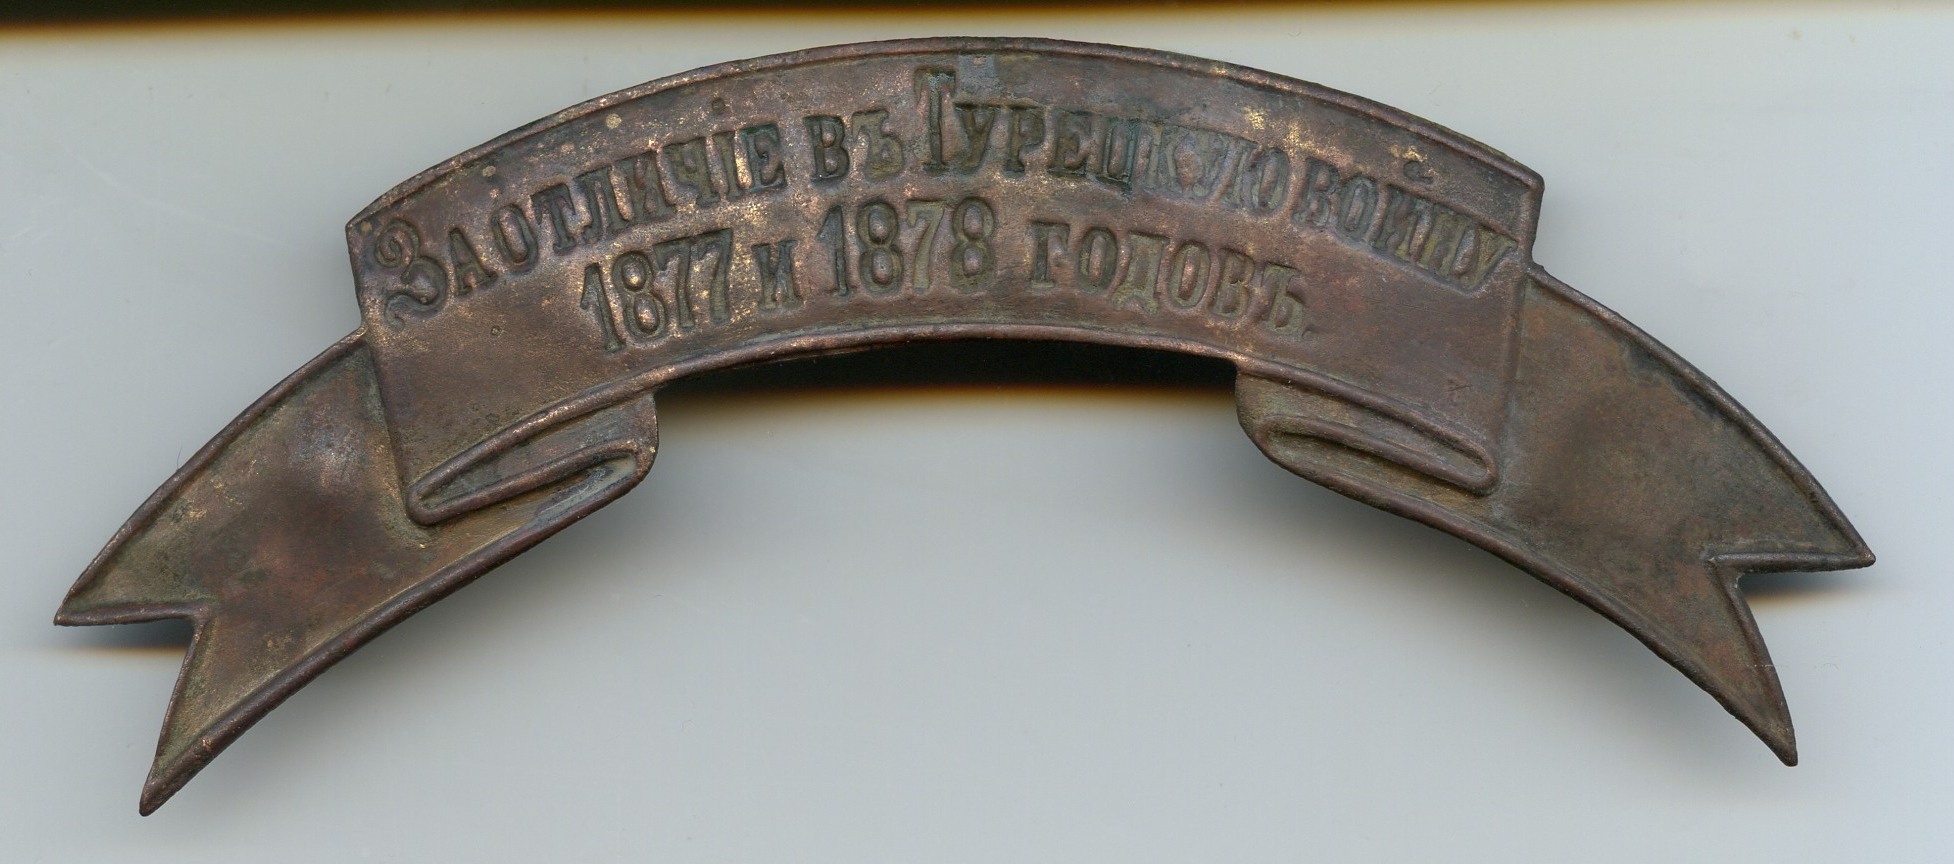 За отличіе въ Турецкую войну
1877 и 1878 годовъ.